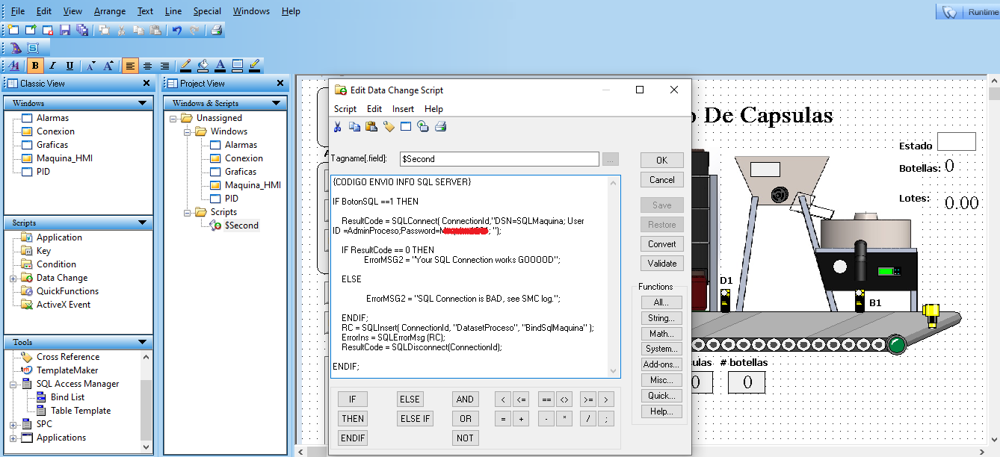 File Edit View Arrange Text Line Special Windows Help
Runtime
B I U A A A
Classic View
Windows
Alarmas
Conexion
Graficas
Maquina_HMI
PID
Scripts
Application
Key
Condition
Data Change
QuickFunctions
ActiveX Event
Tools
Cross Reference
TemplateMaker
SQL Access Manager
Bind List
Table Template
SPC
Applications
Project View
Windows & Scripts
Unassigned
Windows
Alarmas
Conexion
Graficas
Maquina_HMI
PID
Scripts
$Second
Edit Data Change Script
Script Edit Insert Help
Tagname[.field]: $Second ...
{CODIGO ENVIO INFO SQL SERVER}
IF BotonSQL ==1 THEN
ResultCode = SQLConnect( ConnectionId,"DSN=SQLMaquina; User
ID =AdminProceso;Password=M ; ");
IF ResultCode == 0 THEN
ErrorMSG2 = "Your SQL Connection works GOOOOD";
ELSE
ErrorMSG2 = "SQL Connection is BAD, see SMC log.";
ENDIF;
RC = SQLInsert( ConnectionId, "DatasetProceso", "BindSqlMaquina" );
ErrorIns = SQLErrorMsg (RC);
ResultCode = SQLDisconnect(ConnectionId);
ENDIF;
OK
Cancel
Save
Restore
Convert
Validate
Functions
All...
String...
Math...
System...
Add-ons...
Misc...
Quick...
Help...
IF ELSE AND < <= == <> >= >
THEN ELSE IF OR = + - * / ;
ENDIF NOT
De Capsulas
Estado
Botellas: 0
Lotes: 0.00
D1
B1
sulas # botellas
0 0